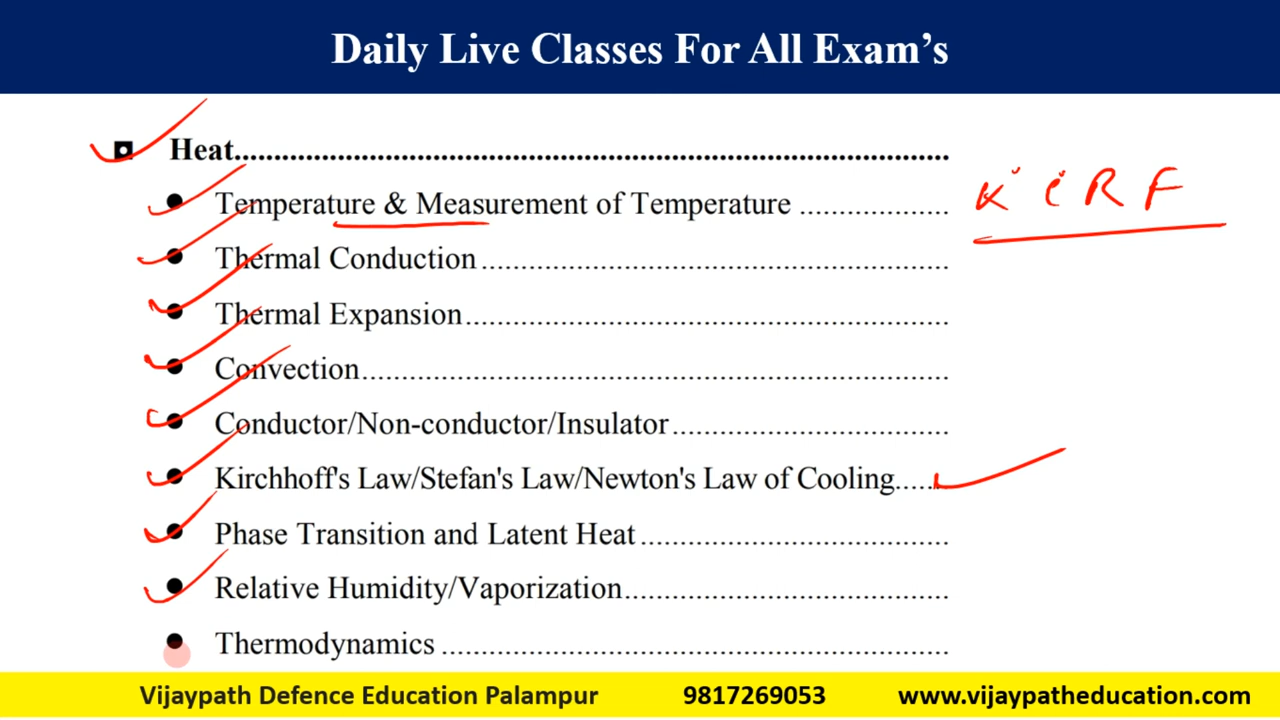 Daily Live Classes For All Exam’s
Heat................................................................................................
Temperature & Measurement of Temperature ................... K C R F
Thermal Conduction............................................................
Thermal Expansion..............................................................
Convection...........................................................................
Conductor/Non-conductor/Insulator...................................
Kirchhoff's Law/Stefan's Law/Newton's Law of Cooling......
Phase Transition and Latent Heat.......................................
Relative Humidity/Vaporization.........................................
Thermodynamics ................................................................
Vijaypath Defence Education Palampur 9817269053 www.vijaypatheducation.com